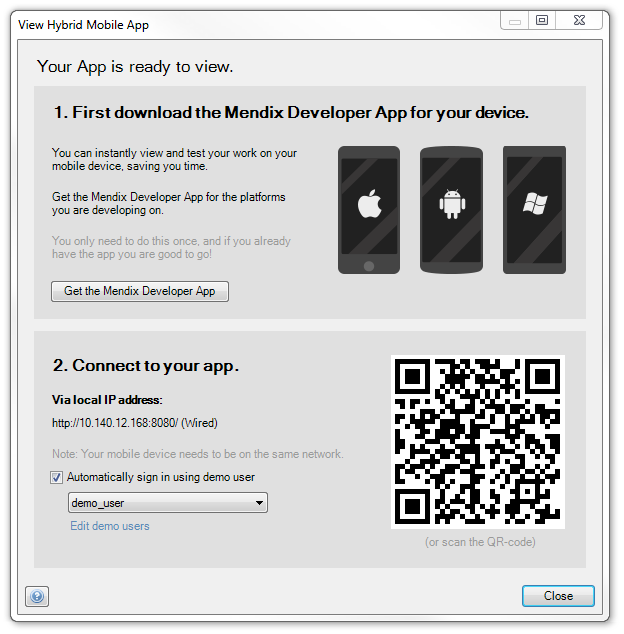 View Hybrid Mobile App
Your App is ready to view.
1. First download the Mendix Developer App for your device.
You can instantly view and test your work on your
mobile device, saving you time.
Get the Mendix Developer App for the platforms
you are developing on.
You only need to do this once, and if you already
have the app you are good to go!
Get the Mendix Developer App
2. Connect to your app.
Via local IP address:
http://10.140.12.168:8080/ (Wired)
Note: Your mobile device needs to be on the same network.
Automatically sign in using demo user
demo_user
Edit demo users
(or scan the QR-code)
?
Close